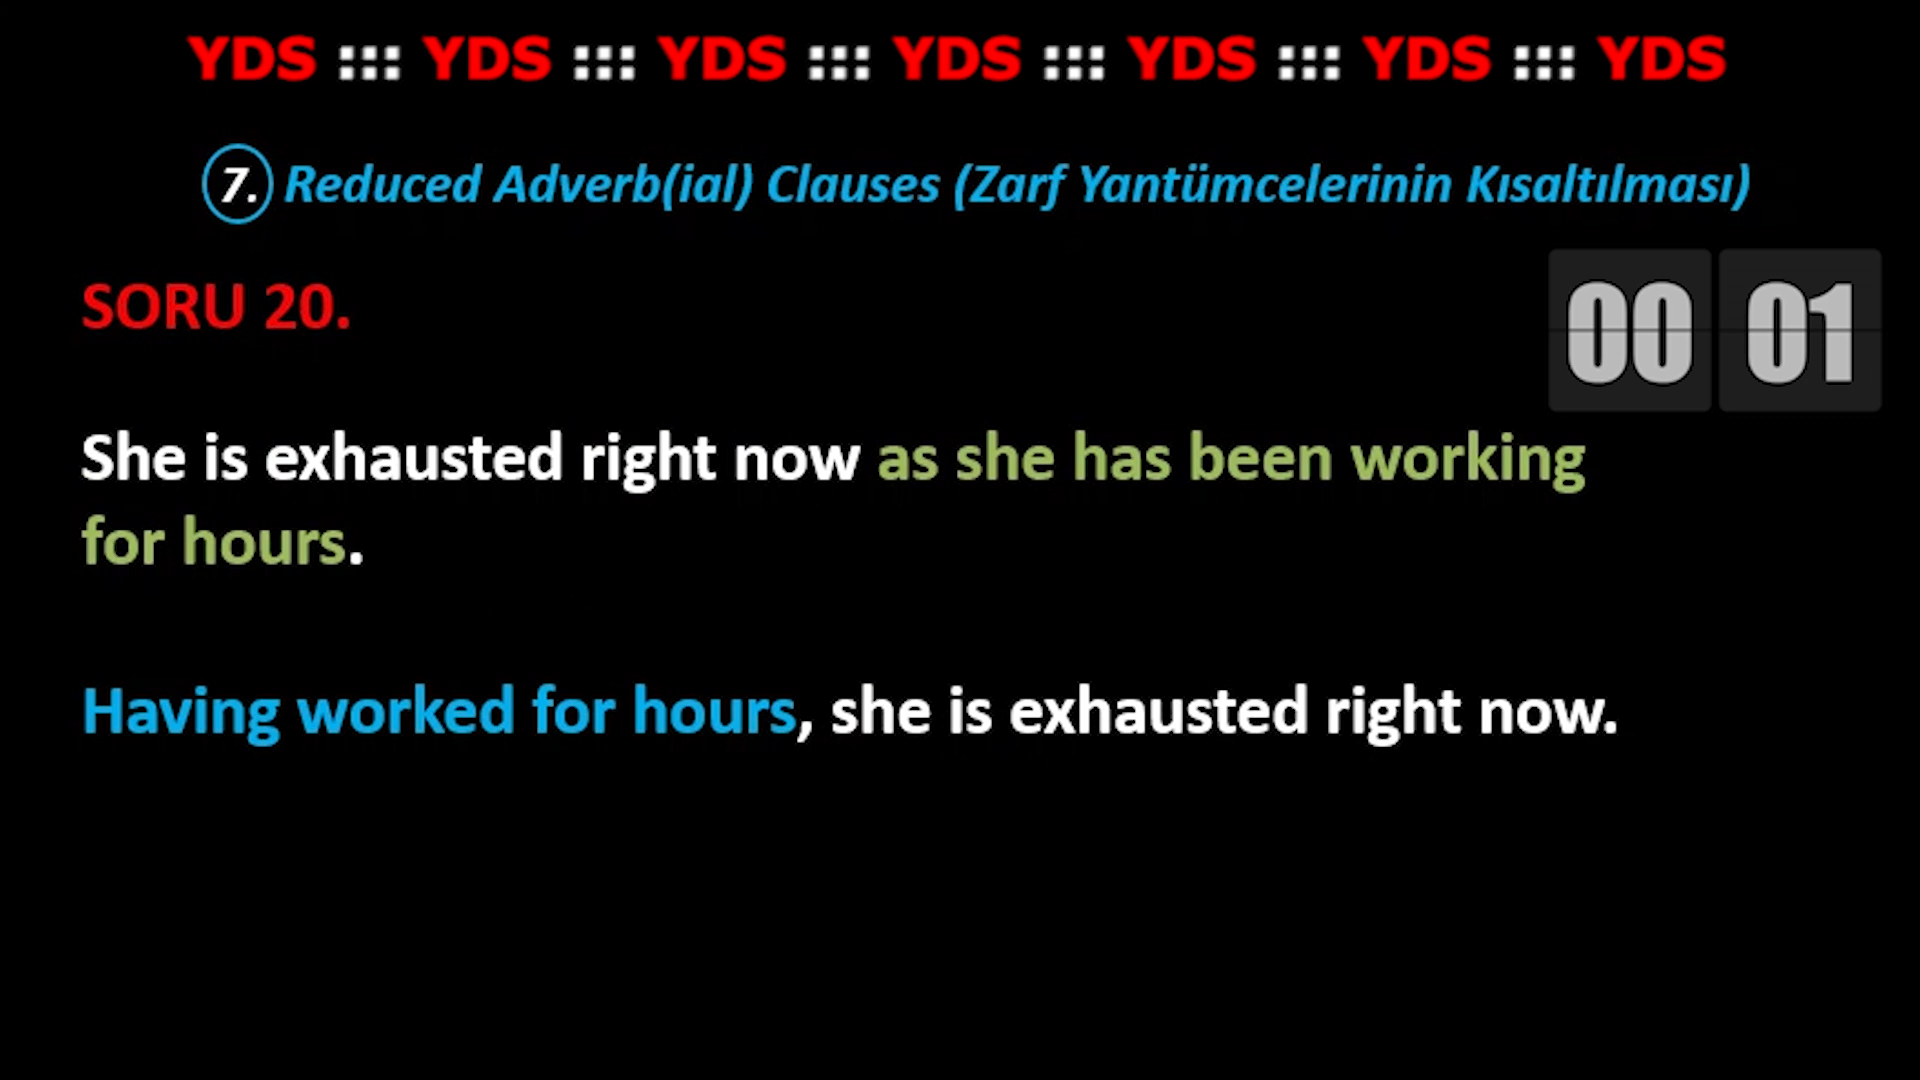 YDS ::: YDS ::: YDS ::: YDS ::: YDS ::: YDS ::: YDS
7. Reduced Adverb(ial) Clauses (Zarf Yantümcelerinin Kısaltılması)
SORU 20.
00 01
She is exhausted right now as she has been working
for hours.
Having worked for hours, she is exhausted right now.